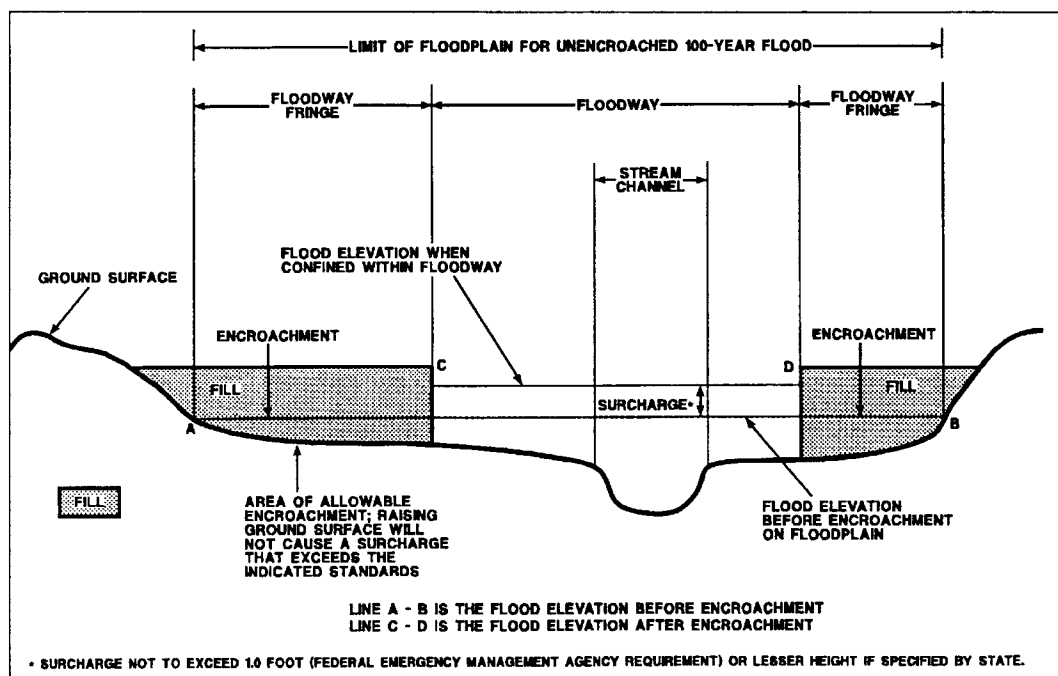 LIMIT OF FLOODPLAIN FOR UNENCROACHED 100-YEAR FLOOD
FLOODWAY
FRINGE
FLOODWAY
FLOODWAY
FRINGE
STREAM
CHANNEL
FLOOD ELEVATION WHEN
CONFINED WITHIN FLOODWAY
GROUND SURFACE
ENCROACHMENT
ENCROACHMENT
C
D
FILL
FILL
SURCHARGE*
A
B
FILL
AREA OF ALLOWABLE
ENCROACHMENT; RAISING
GROUND SURFACE WILL
NOT CAUSE A SURCHARGE
THAT EXCEEDS THE
INDICATED STANDARDS
FLOOD ELEVATION
BEFORE ENCROACHMENT
ON FLOODPLAIN
LINE A - B IS THE FLOOD ELEVATION BEFORE ENCROACHMENT
LINE C - D IS THE FLOOD ELEVATION AFTER ENCROACHMENT
* SURCHARGE NOT TO EXCEED 1.0 FOOT (FEDERAL EMERGENCY MANAGEMENT AGENCY REQUIREMENT) OR LESSER HEIGHT IF SPECIFIED BY STATE.